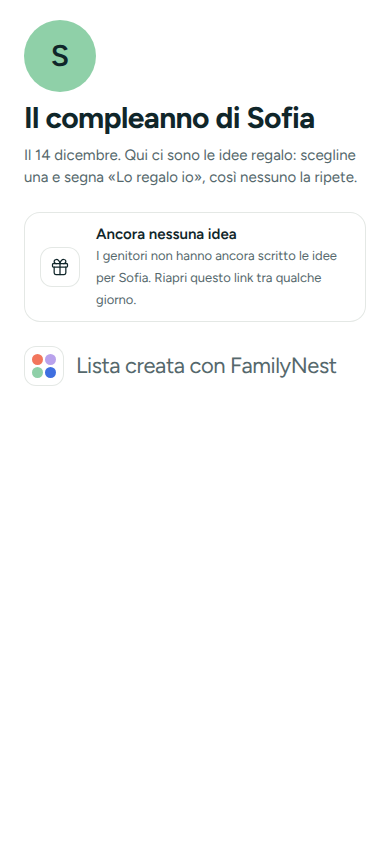 S
Il compleanno di Sofia
Il 14 dicembre. Qui ci sono le idee regalo: scegline
una e segna «Lo regalo io», così nessuno la ripete.
Ancora nessuna idea
I genitori non hanno ancora scritto le idee
per Sofia. Riapri questo link tra qualche
giorno.
Lista creata con FamilyNest